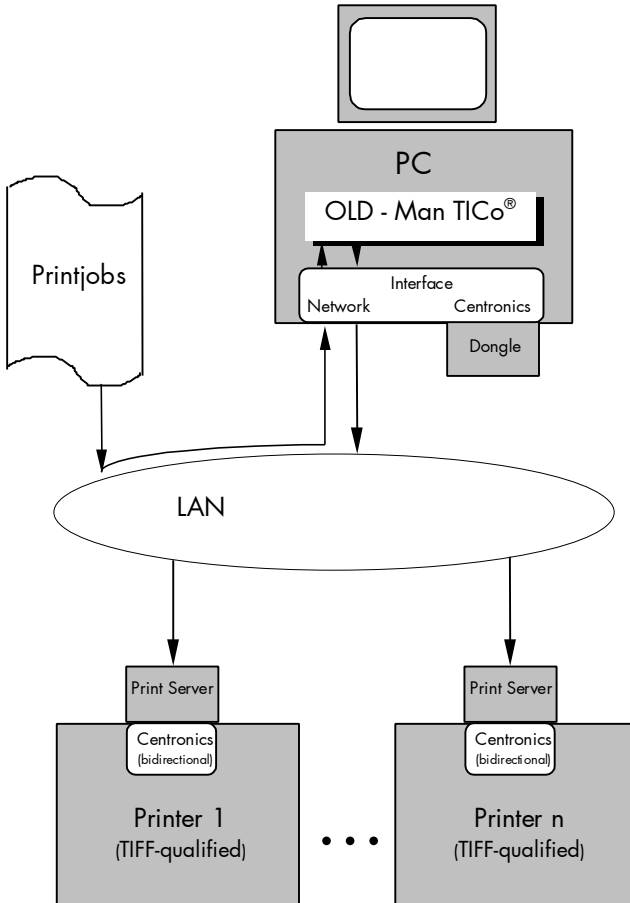 PC
OLD - Man TICo®
Printjobs
Interface
Network Centronics
Dongle
LAN
Print Server
Print Server
Centronics
(bidirectional)
Centronics
(bidirectional)
Printer 1
(TIFF-qualified)
• • •
Printer n
(TIFF-qualified)